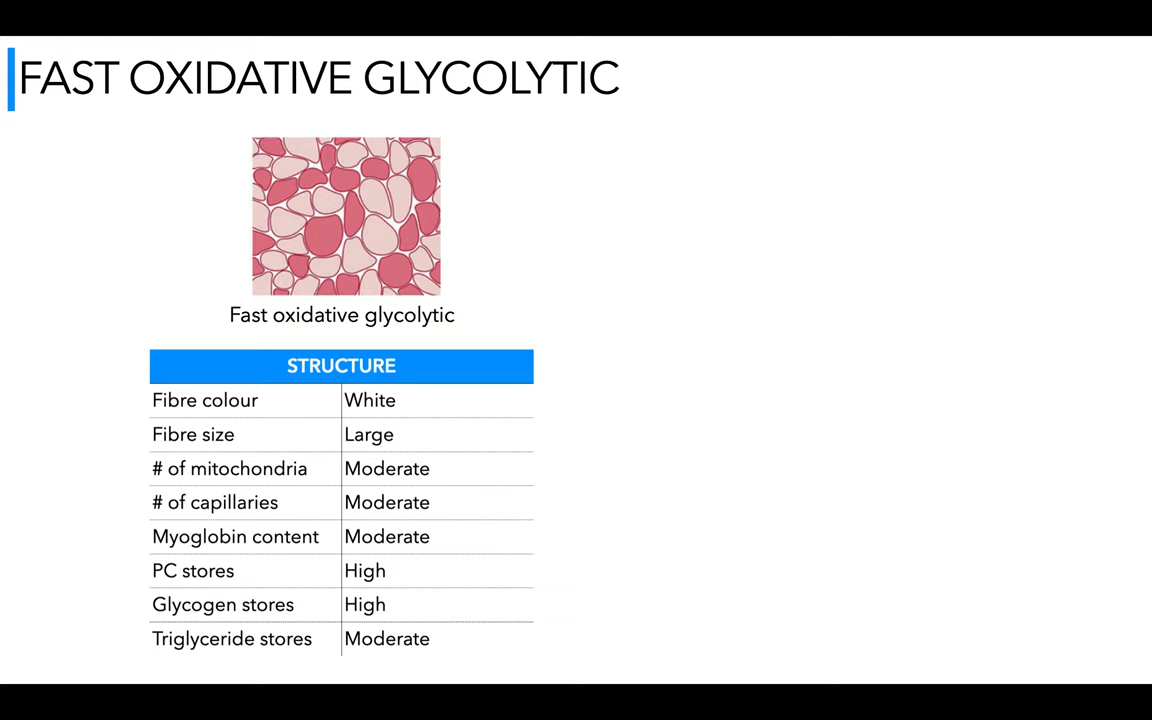 FAST OXIDATIVE GLYCOLYTIC
Fast oxidative glycolytic
STRUCTURE
Fibre colour White
Fibre size Large
# of mitochondria Moderate
# of capillaries Moderate
Myoglobin content Moderate
PC stores High
Glycogen stores High
Triglyceride stores Moderate